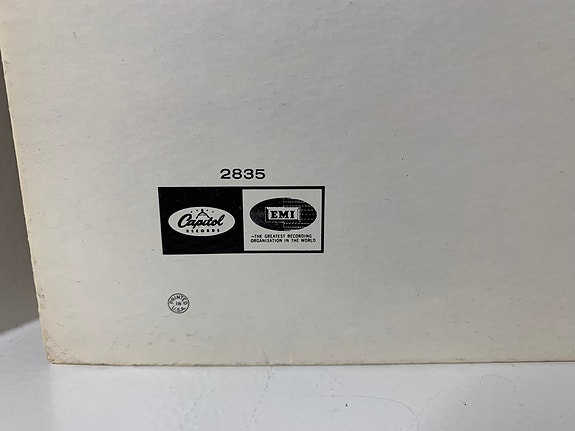 2835
Capitol
RECORDS
EMI
—THE GREATEST RECORDING
ORGANISATION IN THE WORLD
PRINTED
IN
U.S.A.